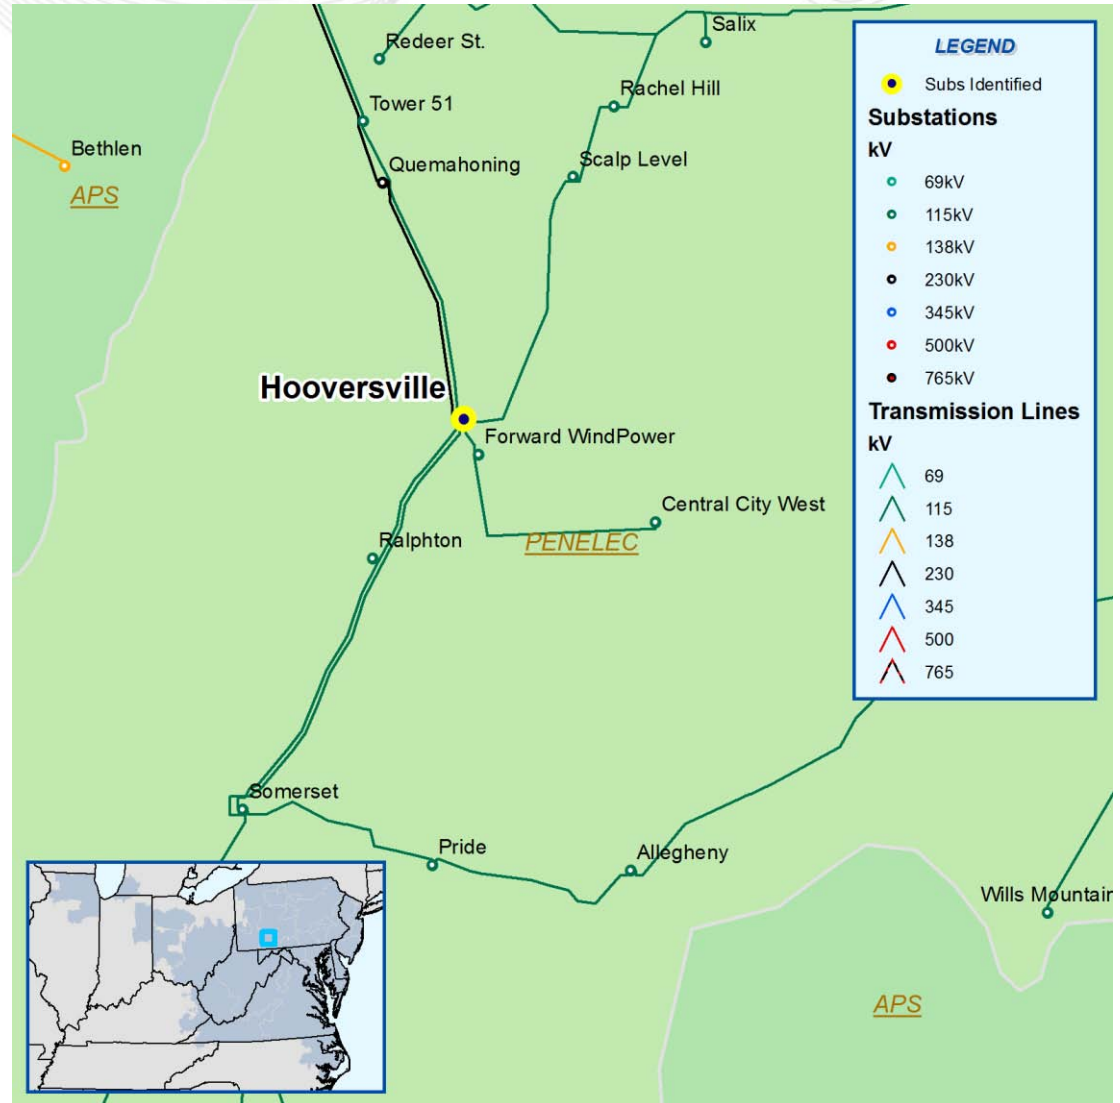 Salix
Redeer St.
Rachel Hill
Tower 51
Bethlen
APS
Quemahoning
Scalp Level
Hooversville
Forward WindPower
Central City West
PENELEC
Ralphton
Somerset
Pride
Allegheny
Wills Mountain
APS
LEGEND
Subs Identified
Substations
kV
69kV
115kV
138kV
230kV
345kV
500kV
765kV
Transmission Lines
kV
69
115
138
230
345
500
765